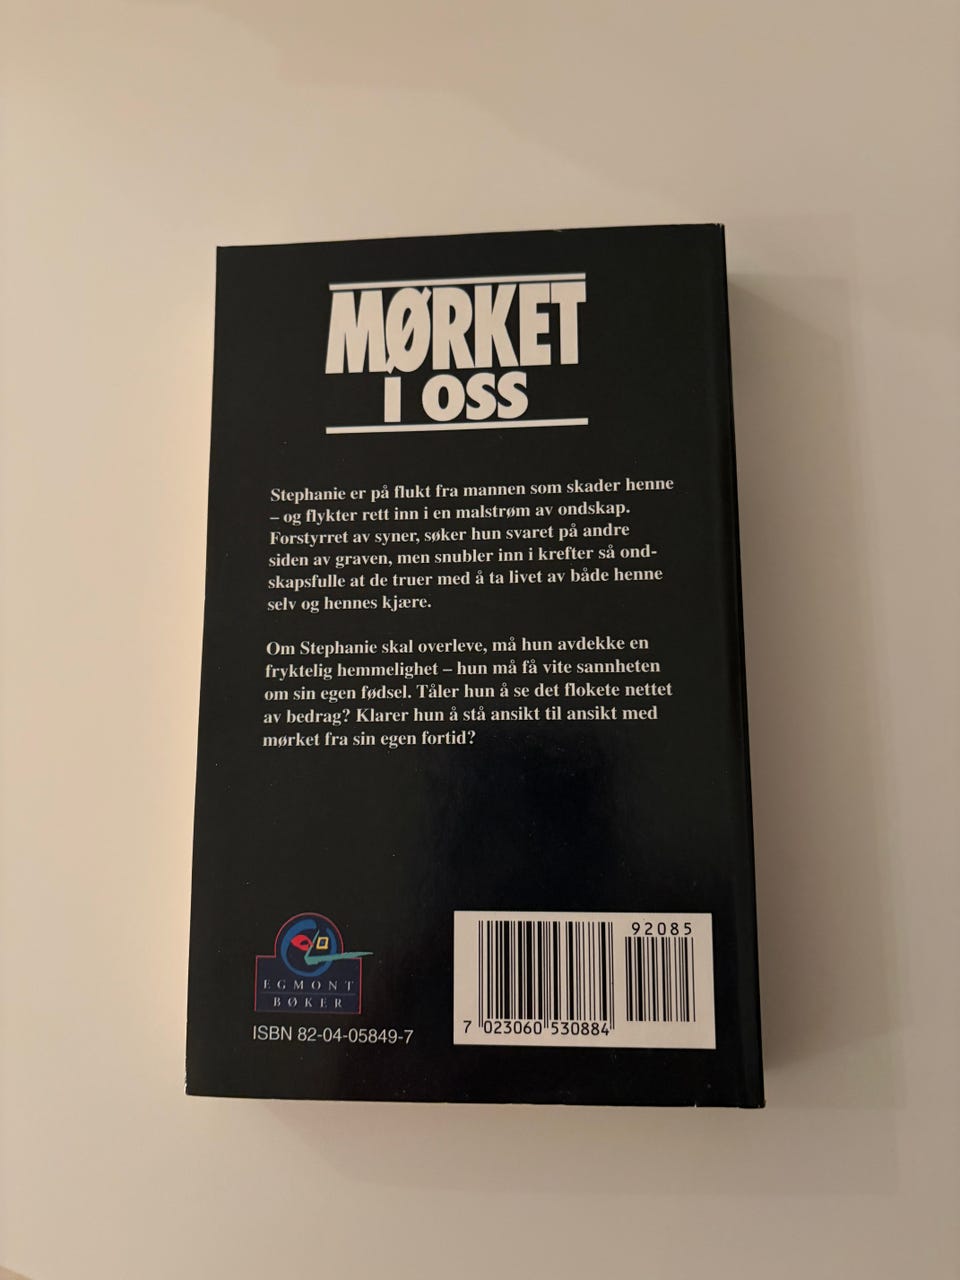 MØRKET
I OSS
Stephanie er på flukt fra mannen som skader henne
– og flykter rett inn i en malstrøm av ondskap.
Forstyrret av syner, søker hun svaret på andre
siden av graven, men snubler inn i krefter så ond-
skapsfulle at de truer med å ta livet av både henne
selv og hennes kjære.
Om Stephanie skal overleve, må hun avdekke en
fryktelig hemmelighet – hun må få vite sannheten
om sin egen fødsel. Tåler hun å se det flokete nettet
av bedrag? Klarer hun å stå ansikt til ansikt med
mørket fra sin egen fortid?
EGMONT
BØKER
ISBN 82-04-05849-7
92085
7 023060 530884